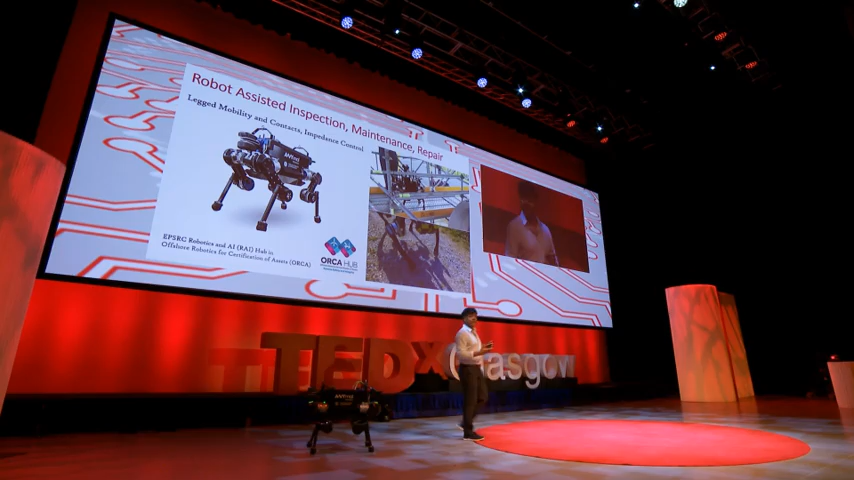 Robot Assisted Inspection, Maintenance, Repair
Legged Mobility and Contacts, Impedance Control
ANYmal
EPSRC Robotics and AI (RAI) Hub in
Offshore Robotics for Certification of Assets (ORCA)
ORCA HUB
TEDxGlasgow